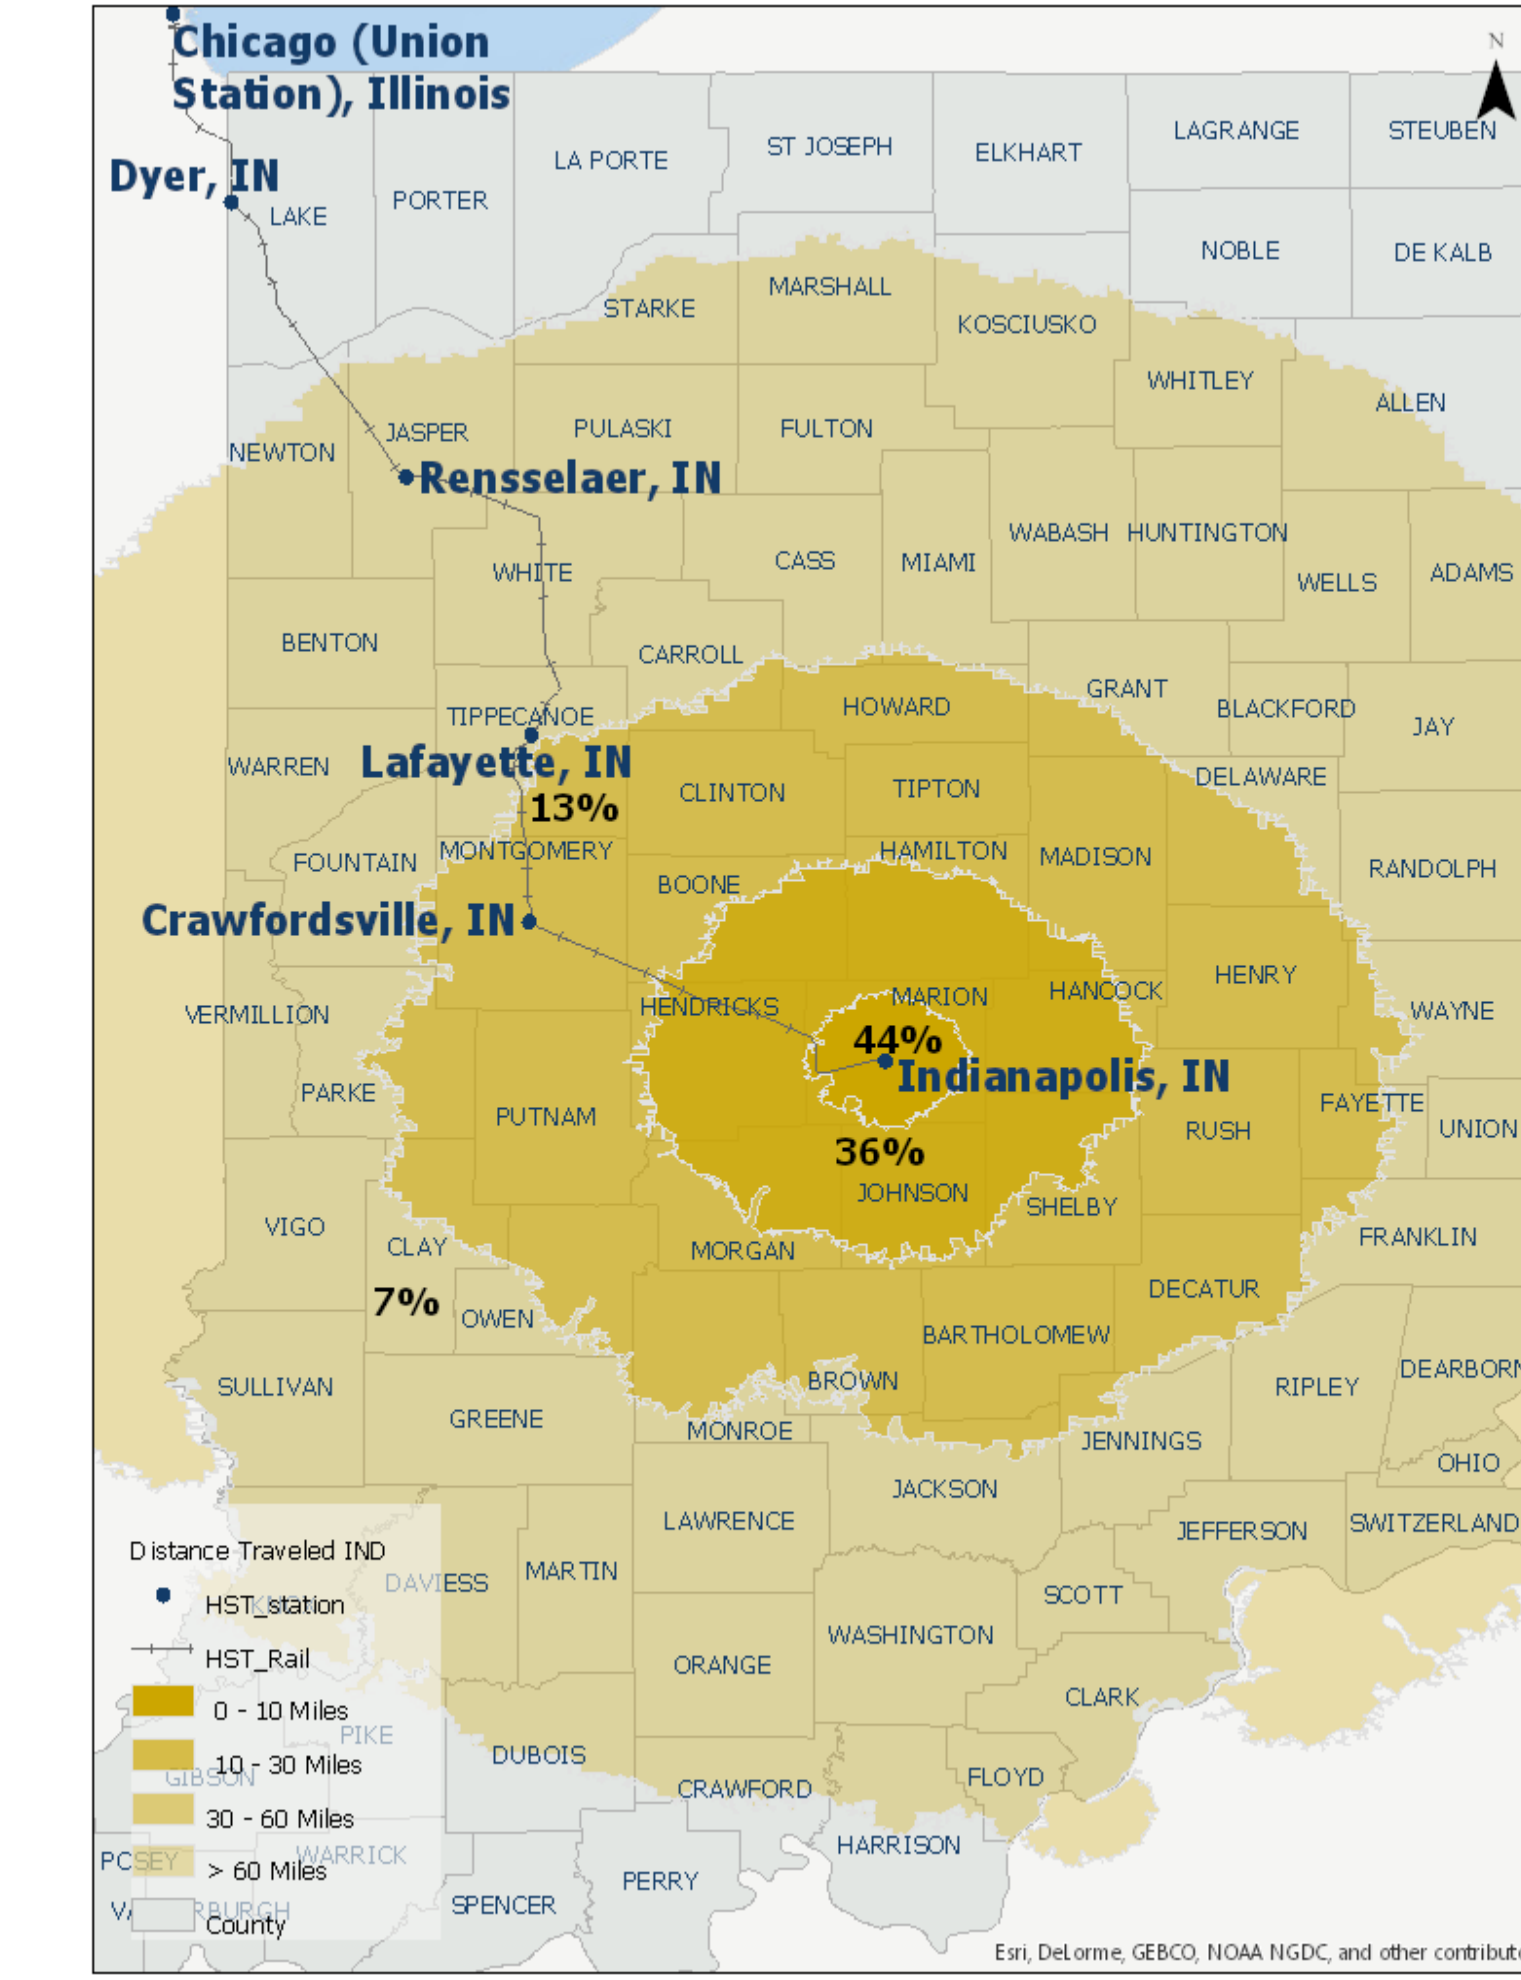 Chicago (Union
Station), Illinois
N
LAGRANGE
STEUBEN
ST JOSEPH
ELKHART
LA PORTE
Dyer, IN
PORTER
LAKE
NOBLE
DE KALB
MARSHALL
STARKE
KOSCIUSKO
WHITLEY
ALLEN
JASPER
PULASKI
FULTON
NEWTON
Rensselaer, IN
WABASH
HUNTINGTON
CASS
MIAMI
WHITE
WELLS
ADAMS
BENTON
CARROLL
GRANT
HOWARD
BLACKFORD
TIPPECANOE
JAY
Lafayette, IN
WARREN
DELAWARE
CLINTON
TIPTON
13%
MONTGOMERY
HAMILTON
MADISON
FOUNTAIN
RANDOLPH
BOONE
Crawfordsville, IN
HENRY
HENDRICKS
MARION
HANCOCK
VERMILLION
WAYNE
44%
Indianapolis, IN
PARKE
FAYETTE
PUTNAM
RUSH
UNION
36%
JOHNSON
SHELBY
VIGO
CLAY
MORGAN
FRANKLIN
DECATUR
7%
OWEN
BARTHOLOMEW
BROWN
DEARBORN
SULLIVAN
RIPLEY
GREENE
MONROE
JENNINGS
OHIO
JACKSON
LAWRENCE
JEFFERSON
SWITZERLAND
Distance Traveled IND
MARTIN
DAVIESS
SCOTT
HST_station
WASHINGTON
HST_Rail
ORANGE
CLARK
0 - 10 Miles
PIKE
DUBOIS
10 - 30 Miles
GIBSON
FLOYD
CRAWFORD
30 - 60 Miles
HARRISON
WARRICK
POSEY
> 60 Miles
PERRY
SPENCER
County
Esri, DeLorme, GEBCO, NOAA NGDC, and other contribut